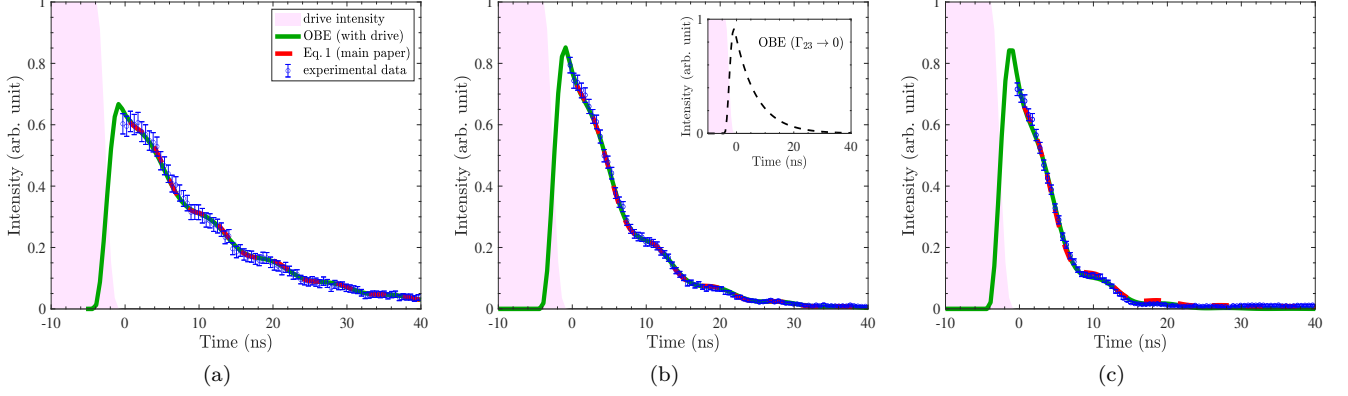 1
0.8
0.6
0.4
0.2
0
Intensity (arb. unit)
-10 0 10 20 30 40
Time (ns)
drive intensity
OBE (with drive)
Eq. 1 (main paper)
experimental data
(a)
1
0.8
0.6
0.4
0.2
0
Intensity (arb. unit)
-10 0 10 20 30 40
Time (ns)
1
0
Intensity (arb. unit)
OBE (Γ₂₃ → 0)
0 20 40
Time (ns)
(b)
1
0.8
0.6
0.4
0.2
0
Intensity (arb. unit)
-10 0 10 20 30 40
Time (ns)
(c)